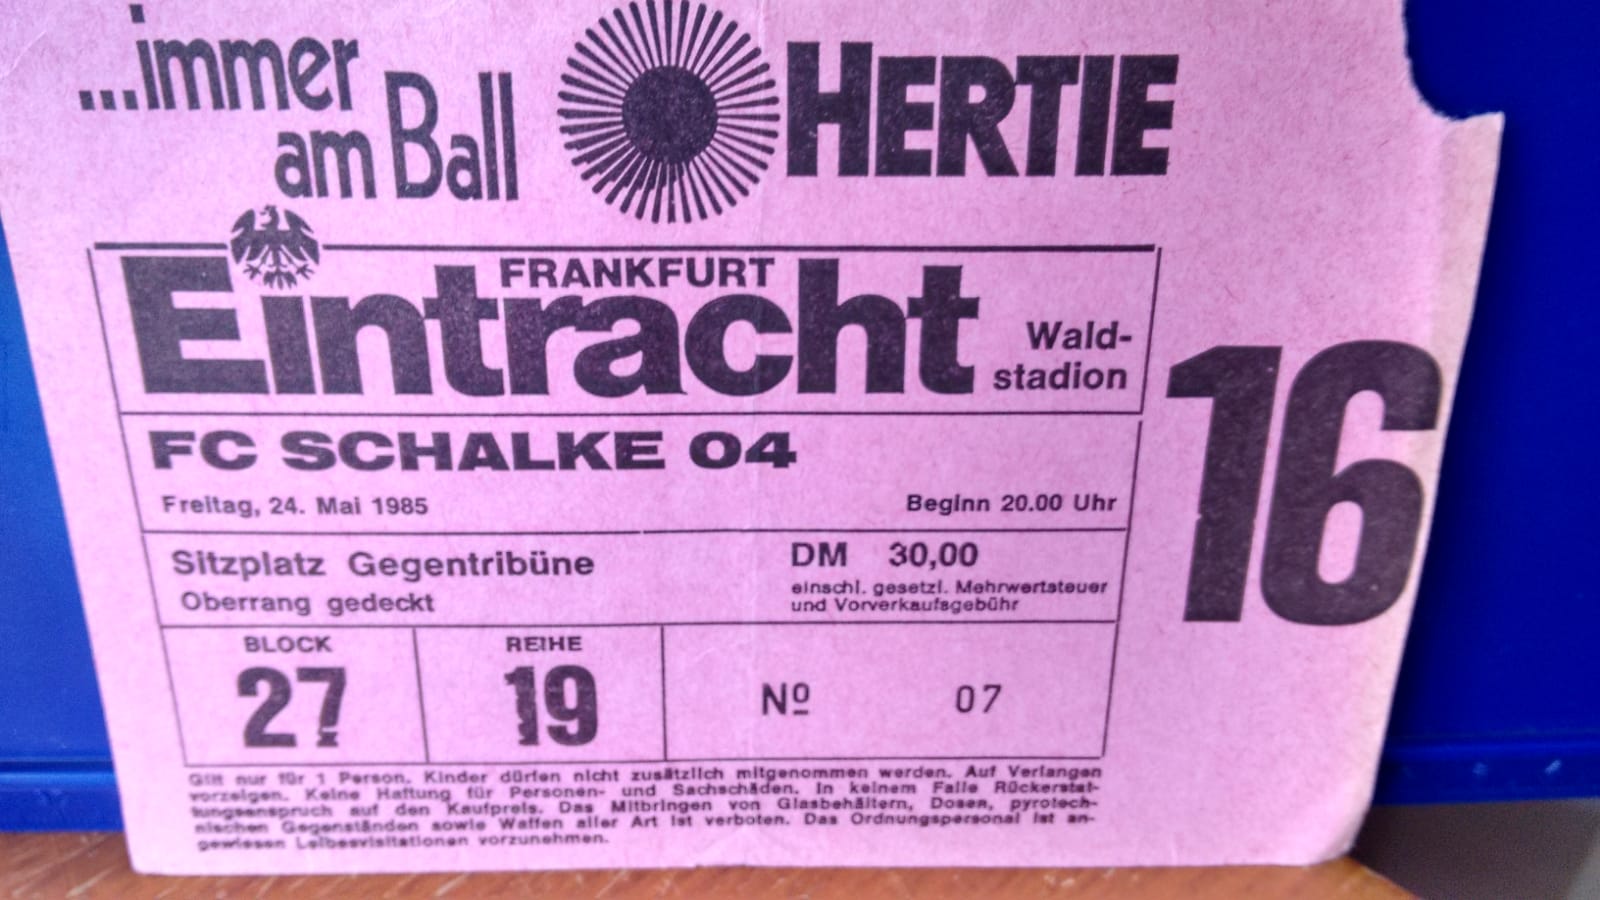 ...immer
am Ball
HERTIE
FRANKFURT
Eintracht
Wald-
stadion
16
FC SCHALKE 04
Freitag, 24. Mai 1985
Beginn 20.00 Uhr
Sitzplatz Gegentribüne
Oberrang gedeckt
DM 30,00
einschl. gesetzl. Mehrwertsteuer
und Vorverkaufsgebühr
BLOCK
27
REIHE
19
Nº 07
Gilt nur für 1 Person. Kinder dürfen nicht zusätzlich mitgenommen werden. Auf Verlangen
vorzeigen. Keine Haftung für Personen- und Sachschäden. In keinem Falle Rückerstat-
tungsanspruch auf den Kaufpreis. Das Mitbringen von Glasbehältern, Dosen, pyrotech-
nischen Gegenständen sowie Waffen aller Art ist verboten. Das Ordnungspersonal ist an-
gewiesen Leibesvisitationen vorzunehmen.